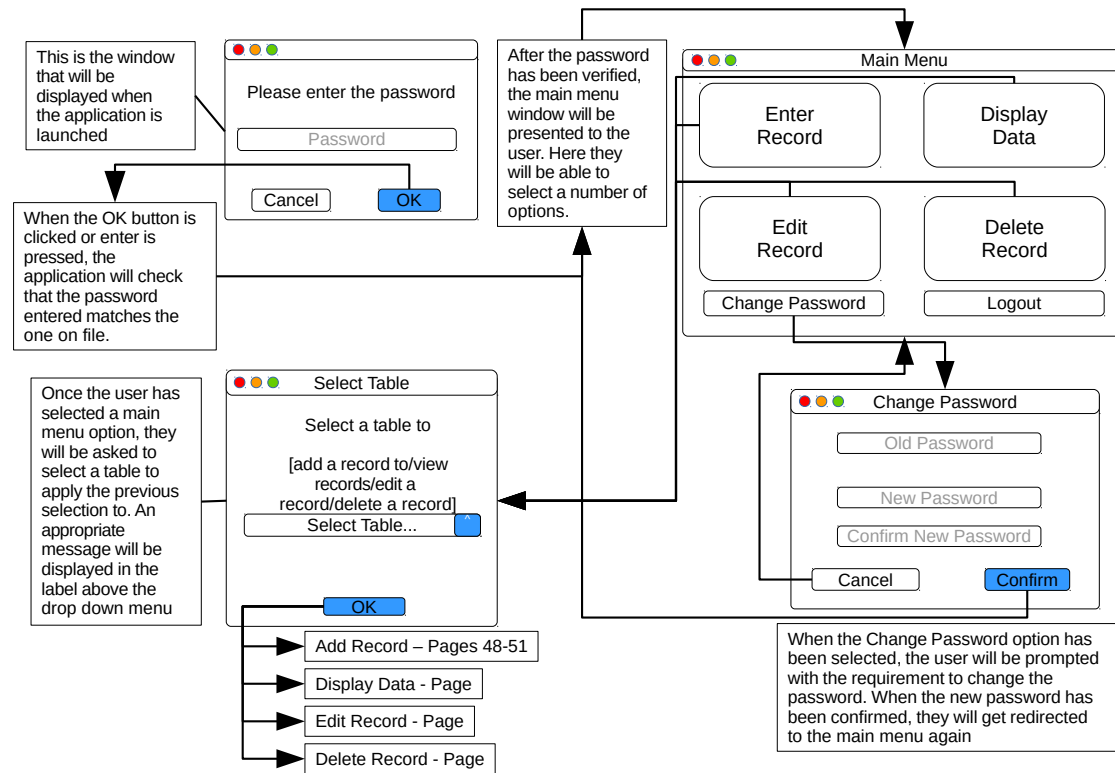 This is the window
that will be
displayed when
the application is
launched
Please enter the password
Password
Cancel
OK
When the OK button is
clicked or enter is
pressed, the
application will check
that the password
entered matches the
one on file.
After the password
has been verified,
the main menu
window will be
presented to the
user. Here they
will be able to
select a number of
options.
Main Menu
Enter
Record
Display
Data
Edit
Record
Delete
Record
Change Password
Logout
Once the user has
selected a main
menu option, they
will be asked to
select a table to
apply the previous
selection to. An
appropriate
message will be
displayed in the
label above the
drop down menu
Select Table
Select a table to
[add a record to/view
records/edit a
record/delete a record]
Select Table...
^
OK
Add Record – Pages 48-51
Display Data - Page
Edit Record - Page
Delete Record - Page
Change Password
Old Password
New Password
Confirm New Password
Cancel
Confirm
When the Change Password option has
been selected, the user will be prompted
with the requirement to change the
password. When the new password has
been confirmed, they will get redirected
to the main menu again